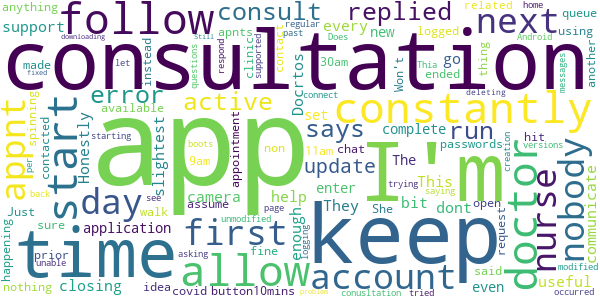 anything
support
made
follow
consult
replied
next
related
home
regular
past
Does
Android
queue
using
another
every
new
thing
consultation
downloading
Still
fixed
let
respond
questions
supported
Thia
contact
logged
Won't
deleting
messages
go
apnts
clinic
ended
instead
Docrtos
30am
connect
error
active
constantly
appnt
spinning
contacted
Honestly
start
available
slightest
per
starting
app
I'm
set
says
complete
run
hit
versions
creation
nobody
communicate
boots
9am
non
appointment
11am
chat
update
passwords
The
day
camera
help
This
trying
saying
nurse
doctor
Just
back
see
application
They
enter
bit
dont
sure
walk
assume
She
open
first
unmodified
page
keep
request
happening
time
prior
unable
idea
asking
logging
enough
fine
account
said
even
useful
modified
nothing
closing
allow
covid
button
10mins
problem
conusltation
tried
occurred